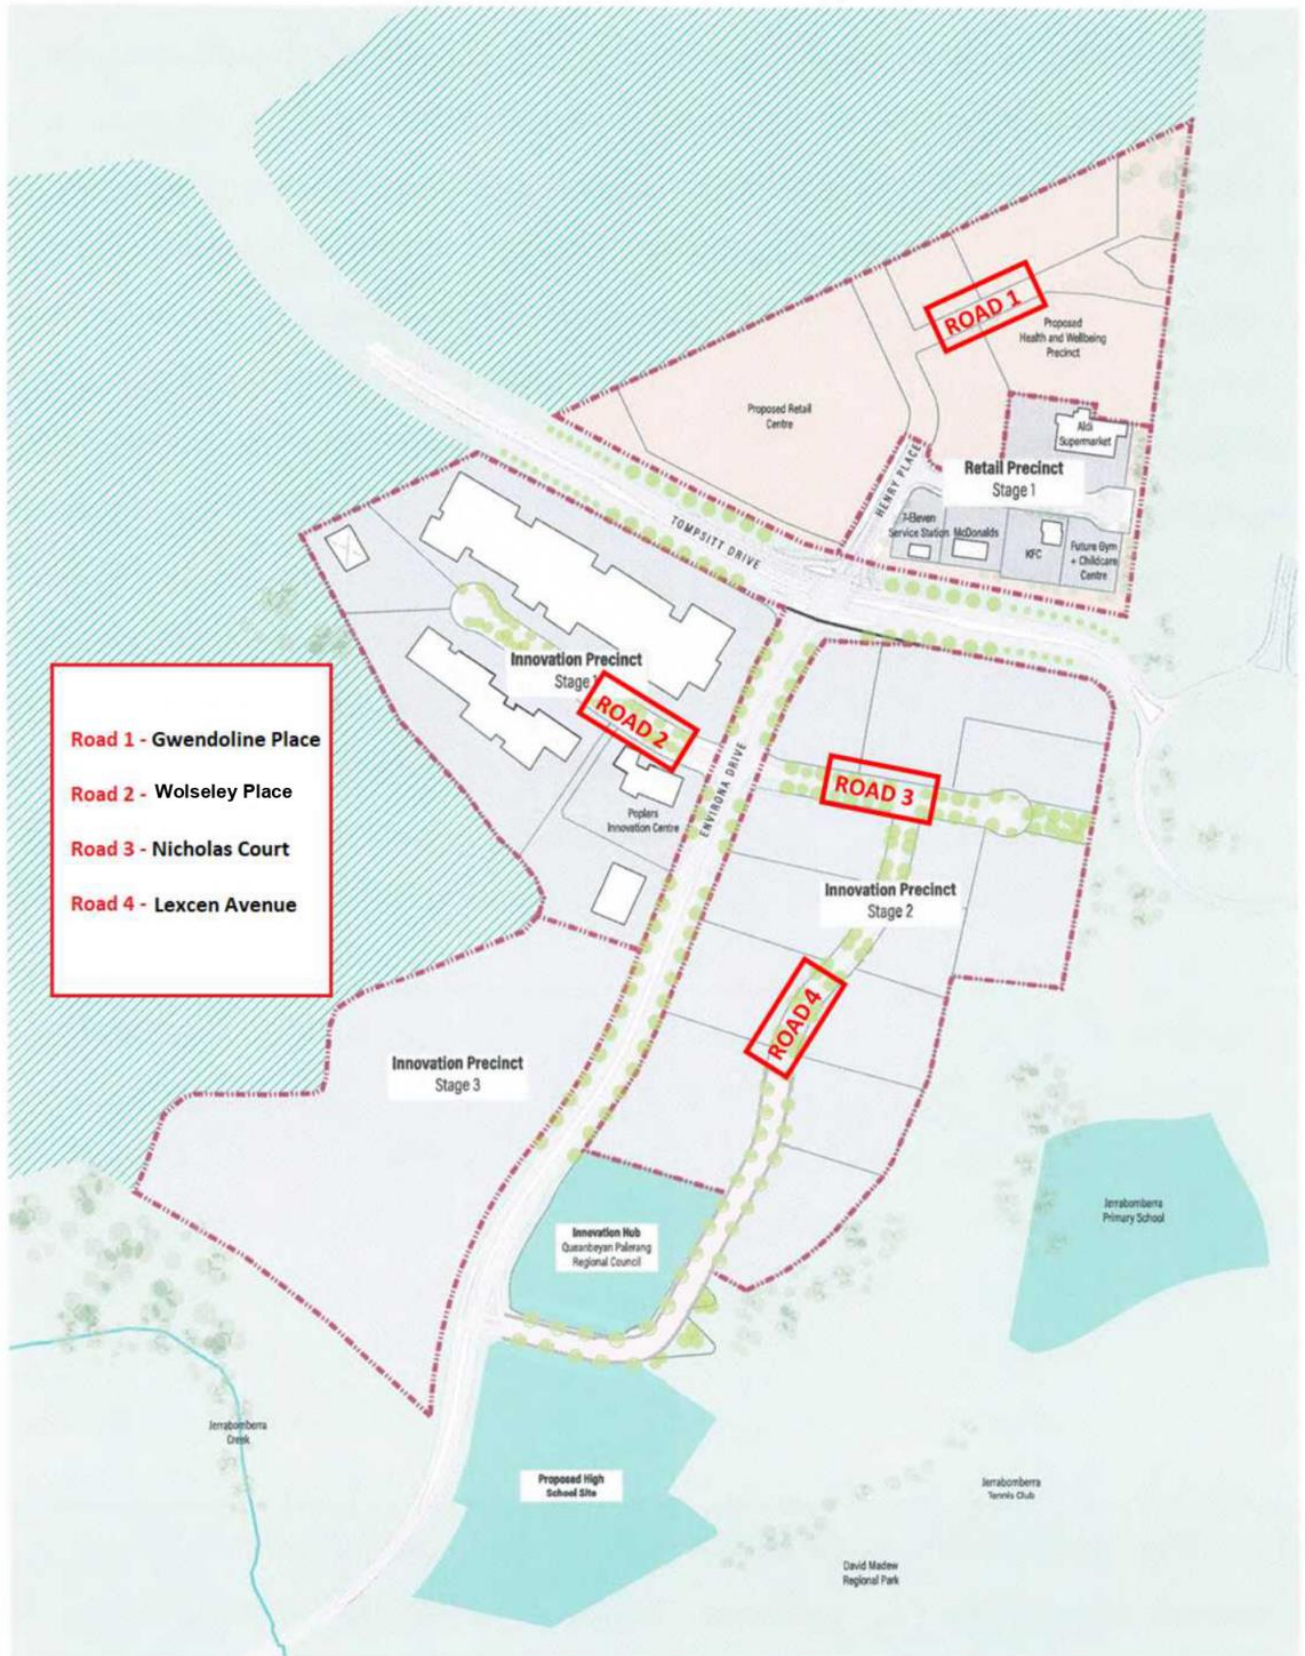 ROAD 1
Proposed
Health and Wellbeing
Precinct
Proposed Retail
Centre
Aldi
Supermarket
HENRY PLACE
Retail Precinct
Stage 1
7-Eleven
Service Station
McDonalds
KFC
Future Gym
+ Childcare
Centre
TOMPSITT DRIVE
Innovation Precinct
Stage 1
ROAD 2
ENVIRONA DRIVE
ROAD 3
Poplars
Innovation Centre
Road 1 - Gwendoline Place
Road 2 - Wolseley Place
Road 3 - Nicholas Court
Road 4 - Lexcen Avenue
Innovation Precinct
Stage 2
ROAD 4
Innovation Precinct
Stage 3
Jerrabomberra
Primary School
Innovation Hub
Queanbeyan Palerang
Regional Council
Jerrabomberra
Creek
Proposed High
School Site
Jerrabomberra
Tennis Club
David Madew
Regional Park